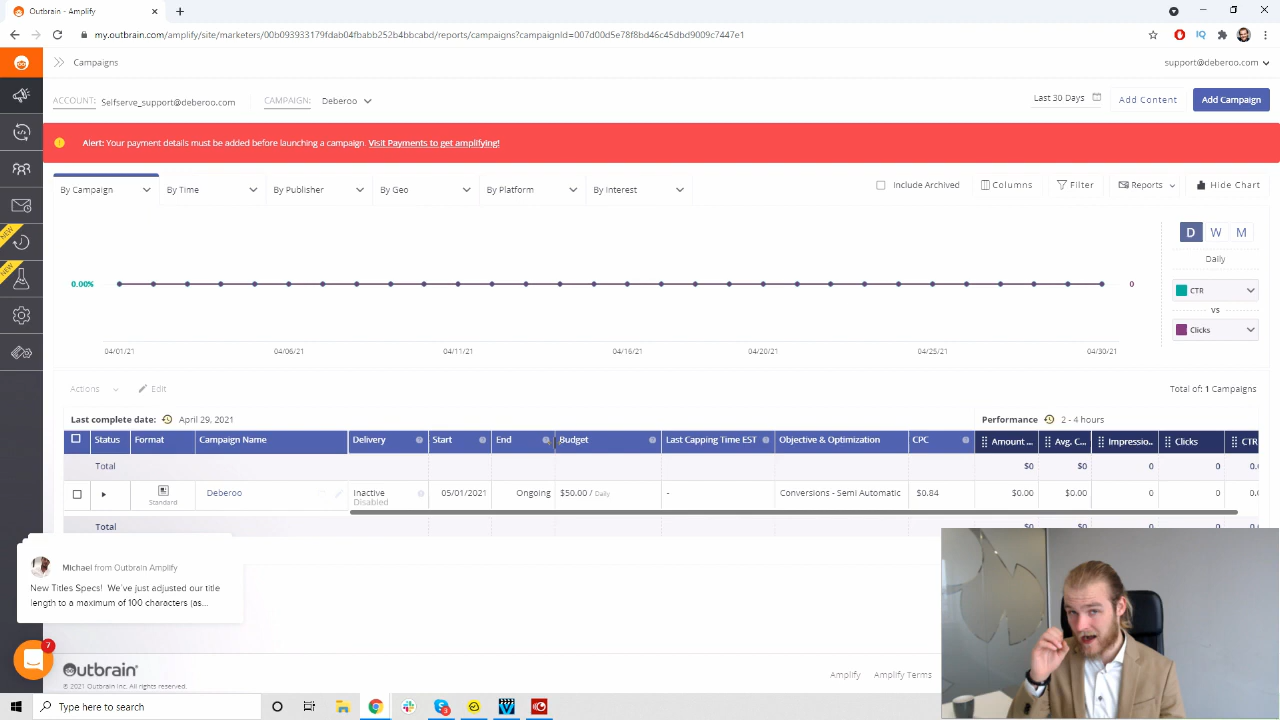 Outbrain - Amplify
my.outbrain.com/amplify/site/marketers/00b093933179fdab04fbabb252b4bbcabd/reports/campaigns?campaignId=007d00d5e78f8bd46c45dbd9009c7447e1
IQ
Campaigns
support@deberoo.com
ACCOUNT: Selfserve_support@deberoo.com CAMPAIGN: Deberoo
Last 30 Days Add Content Add Campaign
Alert: Your payment details must be added before launching a campaign. Visit Payments to get amplifying!
By Campaign By Time By Publisher By Geo By Platform By Interest
Include Archived Columns Filter Reports Hide Chart
NEW
NEW
D W M
Daily
0.00% 0
CTR
vs
Clicks
04/01/21 04/06/21 04/11/21 04/16/21 04/20/21 04/25/21 04/30/21
Actions Edit Total of: 1 Campaigns
Last complete date: April 29, 2021 Performance 2 - 4 hours
Status Format Campaign Name Delivery Start End Budget Last Capping Time EST Objective & Optimization CPC Amount ... Avg. C... Impressio.. Clicks CTR
Total $0 $0 0 0 0.
Standard Deberoo Inactive 05/01/2021 Ongoing $50.00 / Daily - Conversions - Semi Automatic $0.84 $0.00 $0.00 0 0
Disabled
Total $0 $0 0 0
Michael from Outbrain Amplify
New Titles Specs! We've just adjusted our title
length to a maximum of 100 characters (as...
7
Outbrain
© 2021 Outbrain Inc. All rights reserved.
Amplify Amplify Terms
Type here to search